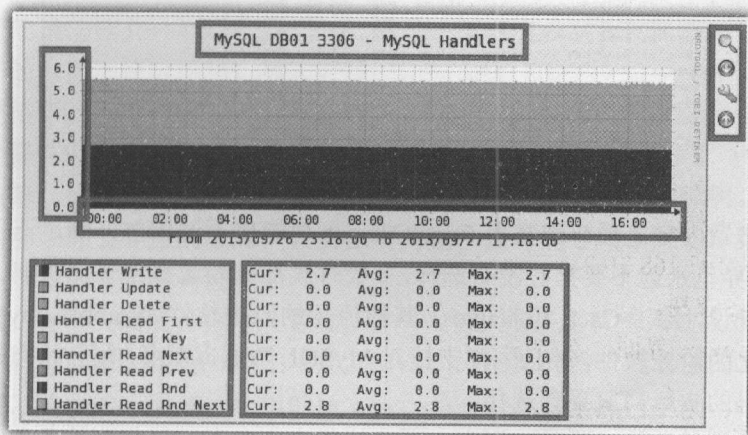 MySQL DB01 3306 - MySQL Handlers
RRDTOOL / TOBI OETIKER
6.0
5.0
4.0
3.0
2.0
1.0
0.0
00:00 02:00 04:00 06:00 08:00 10:00 12:00 14:00 16:00
From 2013/09/26 23:18:00 To 2013/09/27 17:18:00
Handler Write Cur: 2.7 Avg: 2.7 Max: 2.7
Handler Update Cur: 0.0 Avg: 0.0 Max: 0.0
Handler Delete Cur: 0.0 Avg: 0.0 Max: 0.0
Handler Read First Cur: 0.0 Avg: 0.0 Max: 0.0
Handler Read Key Cur: 0.0 Avg: 0.0 Max: 0.0
Handler Read Next Cur: 0.0 Avg: 0.0 Max: 0.0
Handler Read Prev Cur: 0.0 Avg: 0.0 Max: 0.0
Handler Read Rnd Cur: 0.0 Avg: 0.0 Max: 0.0
Handler Read Rnd Next Cur: 2.8 Avg: 2.8 Max: 2.8